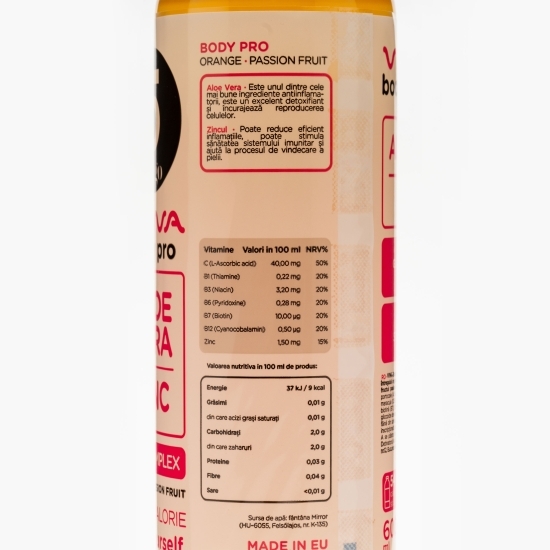 BODY PRO
ORANGE · PASSION FRUIT
Aloe Vera · Este unul dintre cele
mai bune ingrediente antiinflama-
torii, este un excelent detoxifiant
și încurajează reproducerea
celulelor.
Zincul · Poate reduce eficient
inflamațiile, poate stimula
sănătatea sistemului imunitar și
ajută la procesul de vindecare a
pielii.
Vitamine Valori in 100 ml NRV%
C (L-Ascorbic acid) 40,00 mg 50%
B1 (Thiamine) 0,22 mg 20%
B3 (Niacin) 3,20 mg 20%
B6 (Pyridoxine) 0,28 mg 20%
B7 (Biotin) 10,00 µg 20%
B12 (Cyanocobalamin) 0,50 µg 20%
Zinc 1,50 mg 15%
Valoarea nutritiva in 100 ml de produs:
Energie 37 kJ / 9 kcal
Grăsimi 0,01 g
din care acizi grași saturați 0,01 g
Carbohidrați 2,0 g
din care zaharuri 2,0 g
Proteine 0,03 g
Fibre 0,04 g
Sare <0,01 g
Sursa de apă: fântâna Mirror
(HU-6055, Felsőlajos, nr. K-135)
MADE IN EU
pro
FRUIT